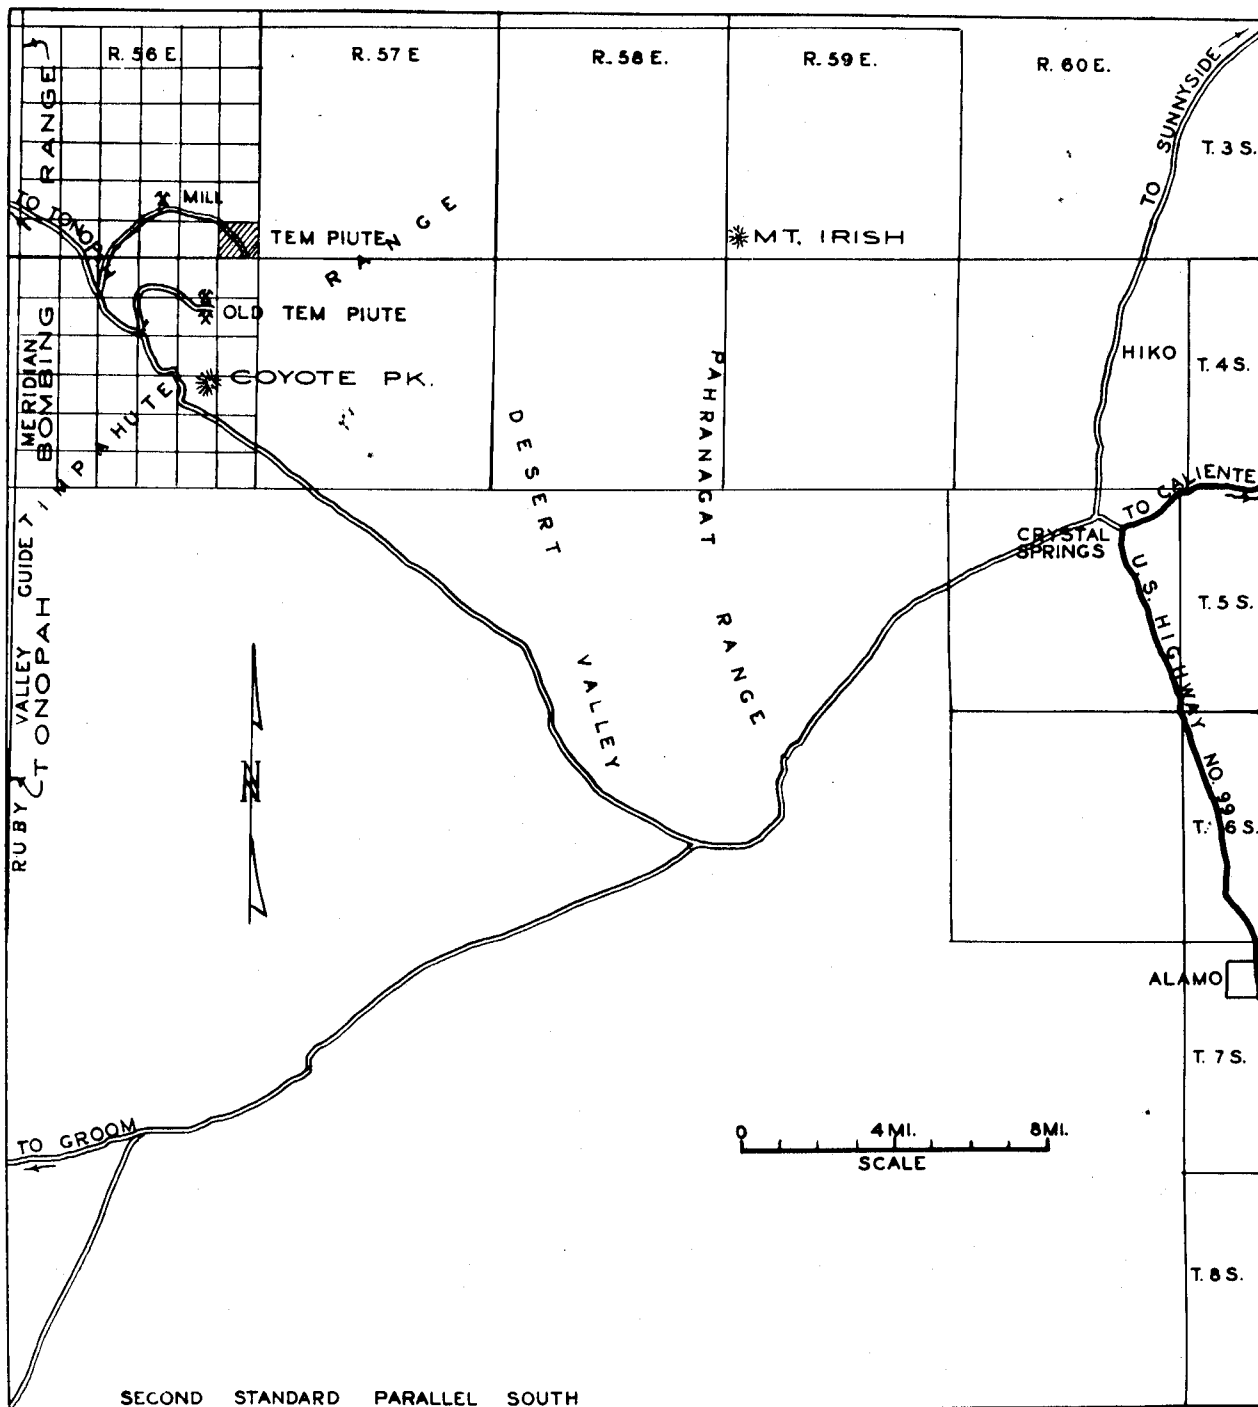 R. 56 E.
R. 57 E
R. 58 E.
R. 59 E.
R. 60 E.
TO SUNNYSIDE
T. 3 S.
TONOPAH BOMBING RANGE
TO TONOPAH
MILL
TEM PIUTE
MT. IRISH
OLD TEM PIUTE
COYOTE PK.
TIMPAHUTE RANGE
HIKO
T. 4 S.
RUBY VALLEY GUIDE MERIDIAN
DESERT VALLEY
PAHRANAGAT RANGE
TO CALIENTE
CRYSTAL
SPRINGS
U.S. HIGHWAY NO. 99
T. 5 S.
N
T. 6 S.
ALAMO
T. 7 S.
TO GROOM
0 4 MI. 8 MI.
SCALE
T. 8 S.
SECOND STANDARD PARALLEL SOUTH